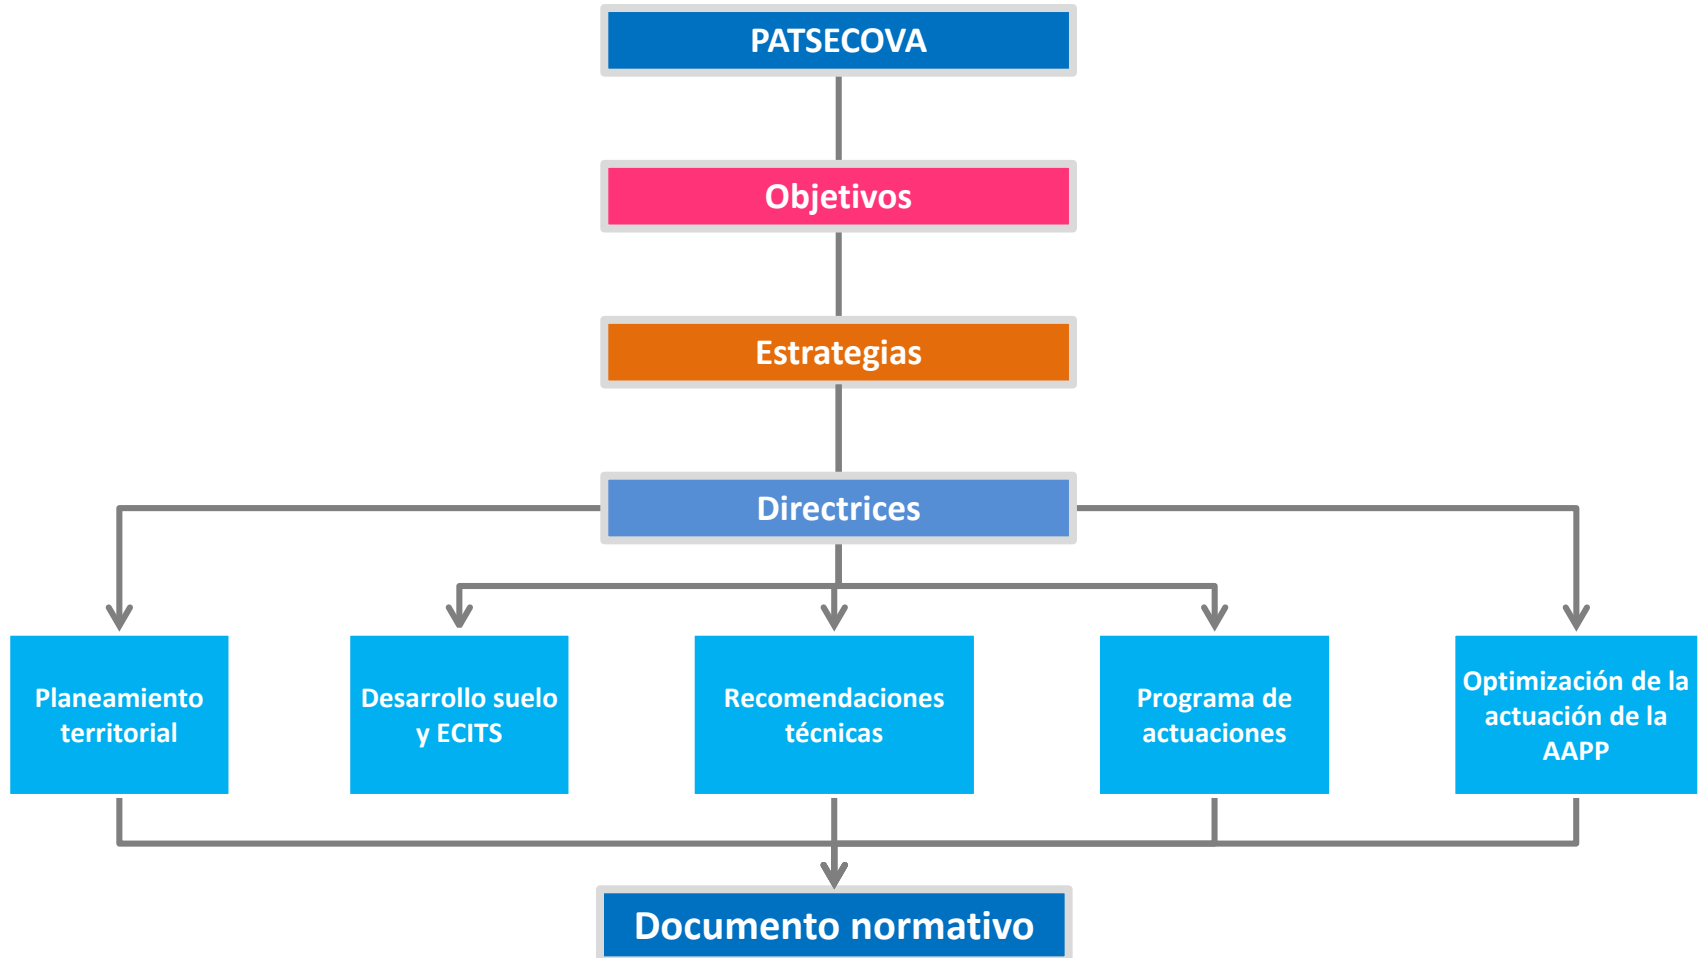 PATSECOVA
Objetivos
Estrategias
Directrices
Planeamiento
territorial
Desarrollo suelo
y ECITS
Recomendaciones
técnicas
Programa de
actuaciones
Optimización de la
actuación de la
AAPP
Documento normativo